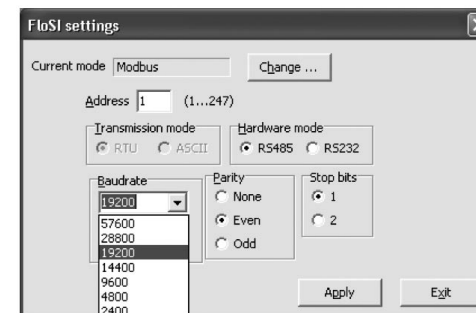 FloSI settings
Current mode Modbus Change ...
Address 1 (1...247)
Transmission mode
RTU ASCII
Hardware mode
RS485 RS232
Baudrate
19200
57600
28800
19200
14400
9600
4800
2400
Parity
None
Even
Odd
Stop bits
1
2
Apply Exit